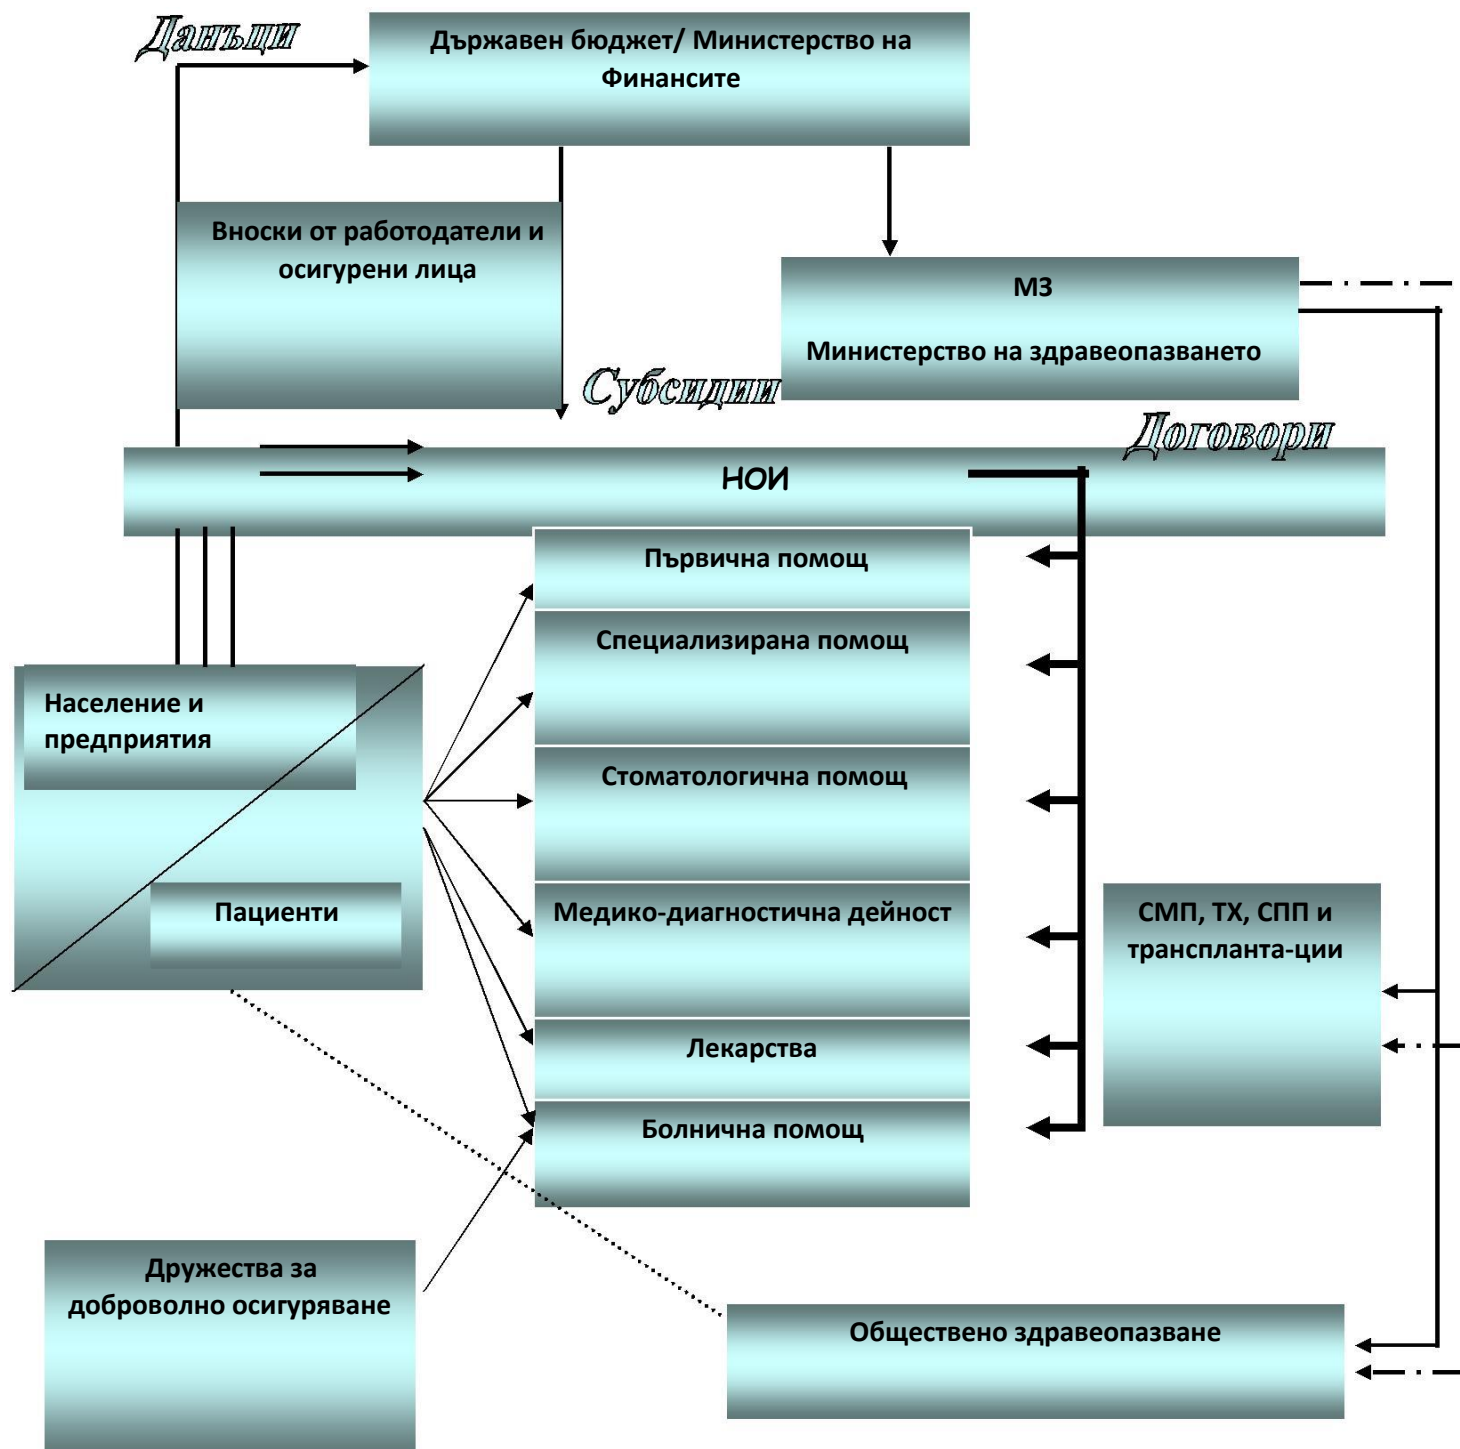 Данъци
Държавен бюджет/ Министерство на
Финансите
Вноски от работодатели и
осигурени лица
МЗ
Министерство на здравеопазването
Субсидии
Договори
НОИ
Първична помощ
Специализирана помощ
Стоматологична помощ
Медико-диагностична дейност
Лекарства
Болнична помощ
Население и
предприятия
Пациенти
СМП, ТХ, СПП и
транспланта-ции
Дружества за
доброволно осигуряване
Обществено здравеопазване